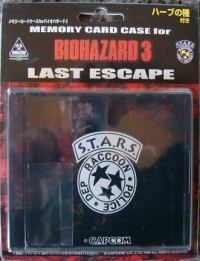 メモリーカードケースforバイオハザード3
ハーブの種
付き
MEMORY CARD CASE for
BIOHAZARD 3
LAST ESCAPE
S.T.A.R.S.
RACCOON
POLICE
DEP
CAPCOM